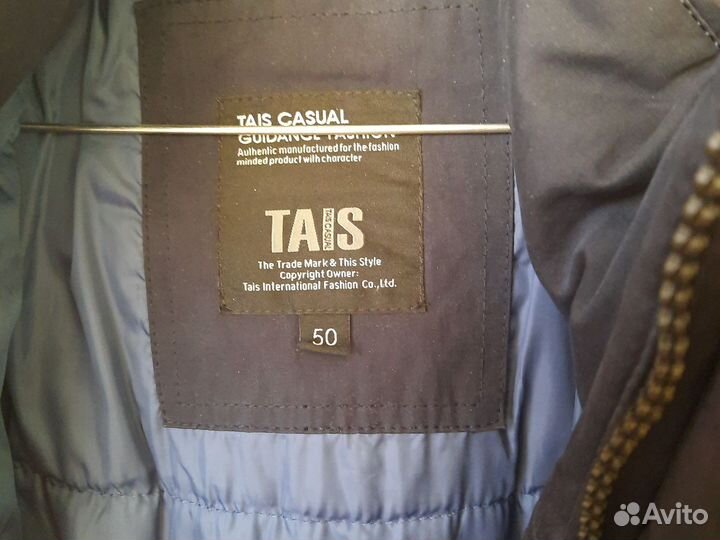 TAIS CASUAL
GUIDANCE FASHION
Authentic manufactured for the fashion
minded product with character
TAIS
TAIS CASUAL
The Trade Mark & This Style
Copyright Owner:
Tais International Fashion Co.,Ltd.
50
Avito